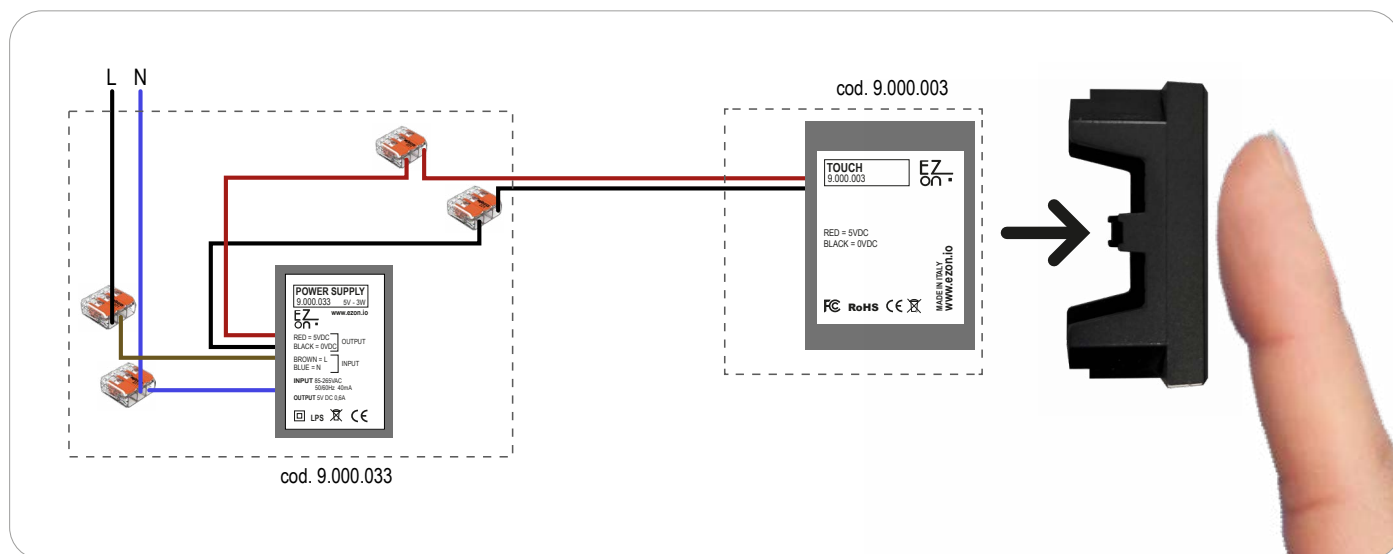 L N
cod. 9.000.003
TOUCH
9.000.003
EZ
on.
RED = 5VDC
BLACK = 0VDC
MADE IN ITALY
www.ezon.io
FC RoHS CE
POWER SUPPLY
9.000.033 5V - 3W
www.ezon.io
EZ
on.
RED = 5VDC
BLACK = 0VDC
OUTPUT
BROWN = L
BLUE = N
INPUT
INPUT 85-265VAC
50/60Hz 40mA
OUTPUT 5V DC 0,6A
LPS CE
cod. 9.000.033